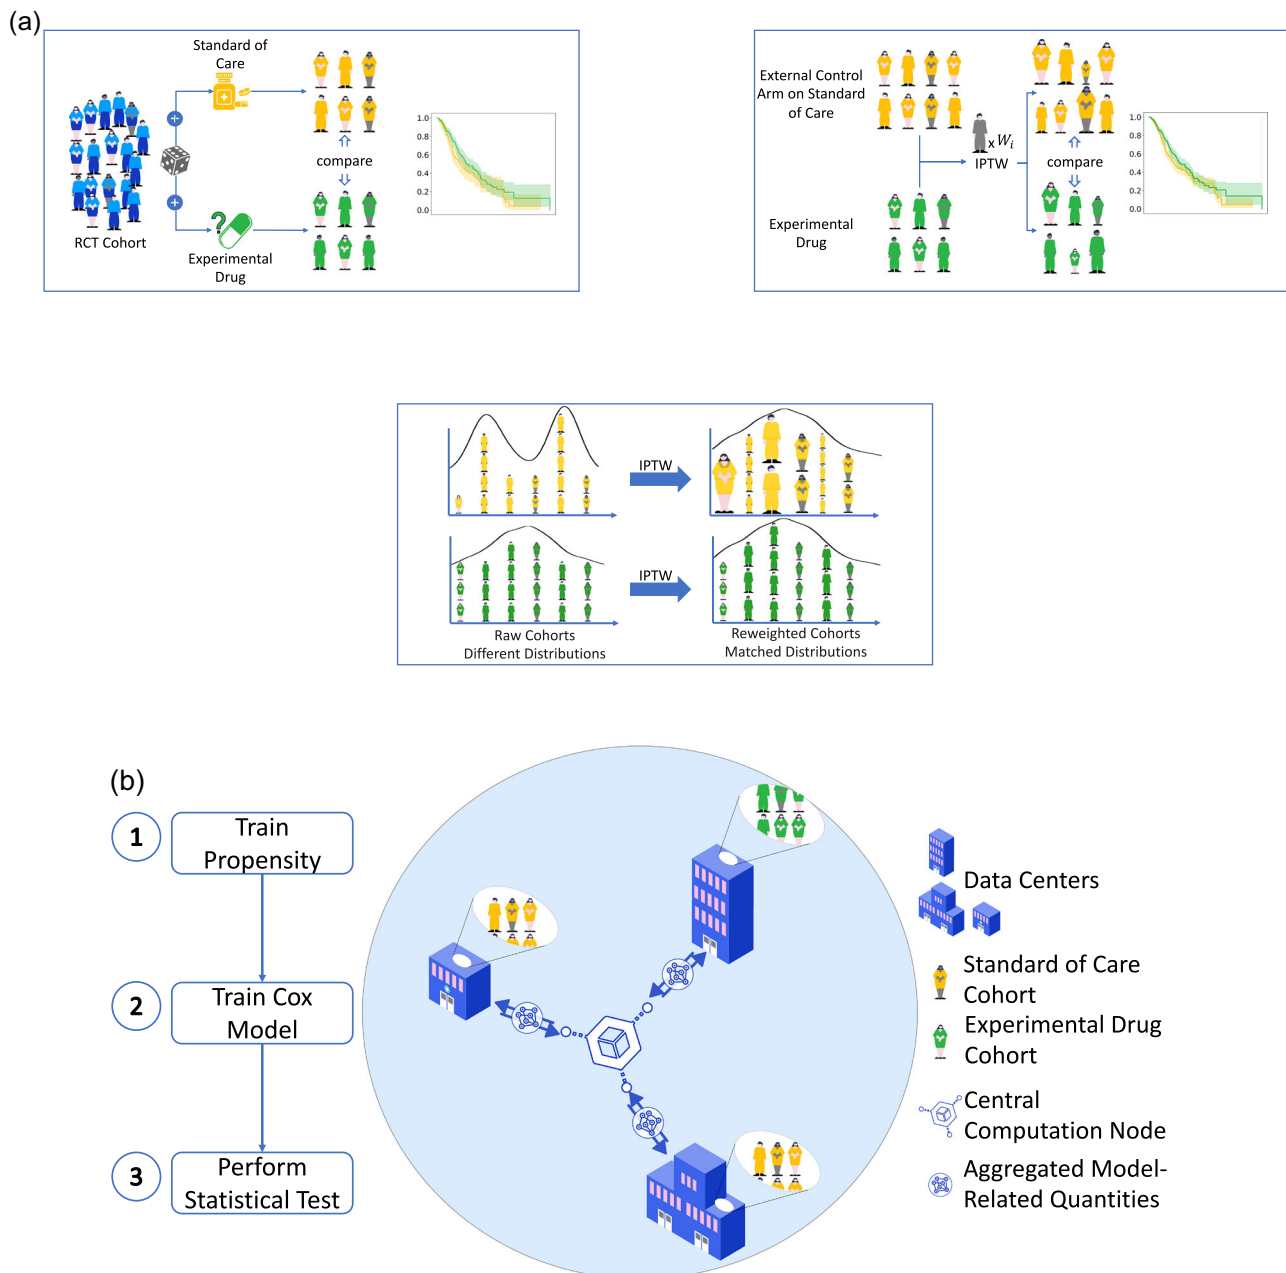 (a)
Standard of
Care
RCT Cohort
Experimental
Drug
compare
1.0
0.8
0.6
0.4
0.2
0.0
External Control
Arm on Standard
of Care
Experimental
Drug
x W_i
IPTW
compare
1.0
0.8
0.6
0.4
0.2
0.0
IPTW
IPTW
Raw Cohorts
Different Distributions
Reweighted Cohorts
Matched Distributions
(b)
1
Train
Propensity
2
Train Cox
Model
3
Perform
Statistical Test
Data Centers
Standard of Care
Cohort
Experimental Drug
Cohort
Central
Computation Node
Aggregated Model-
Related Quantities